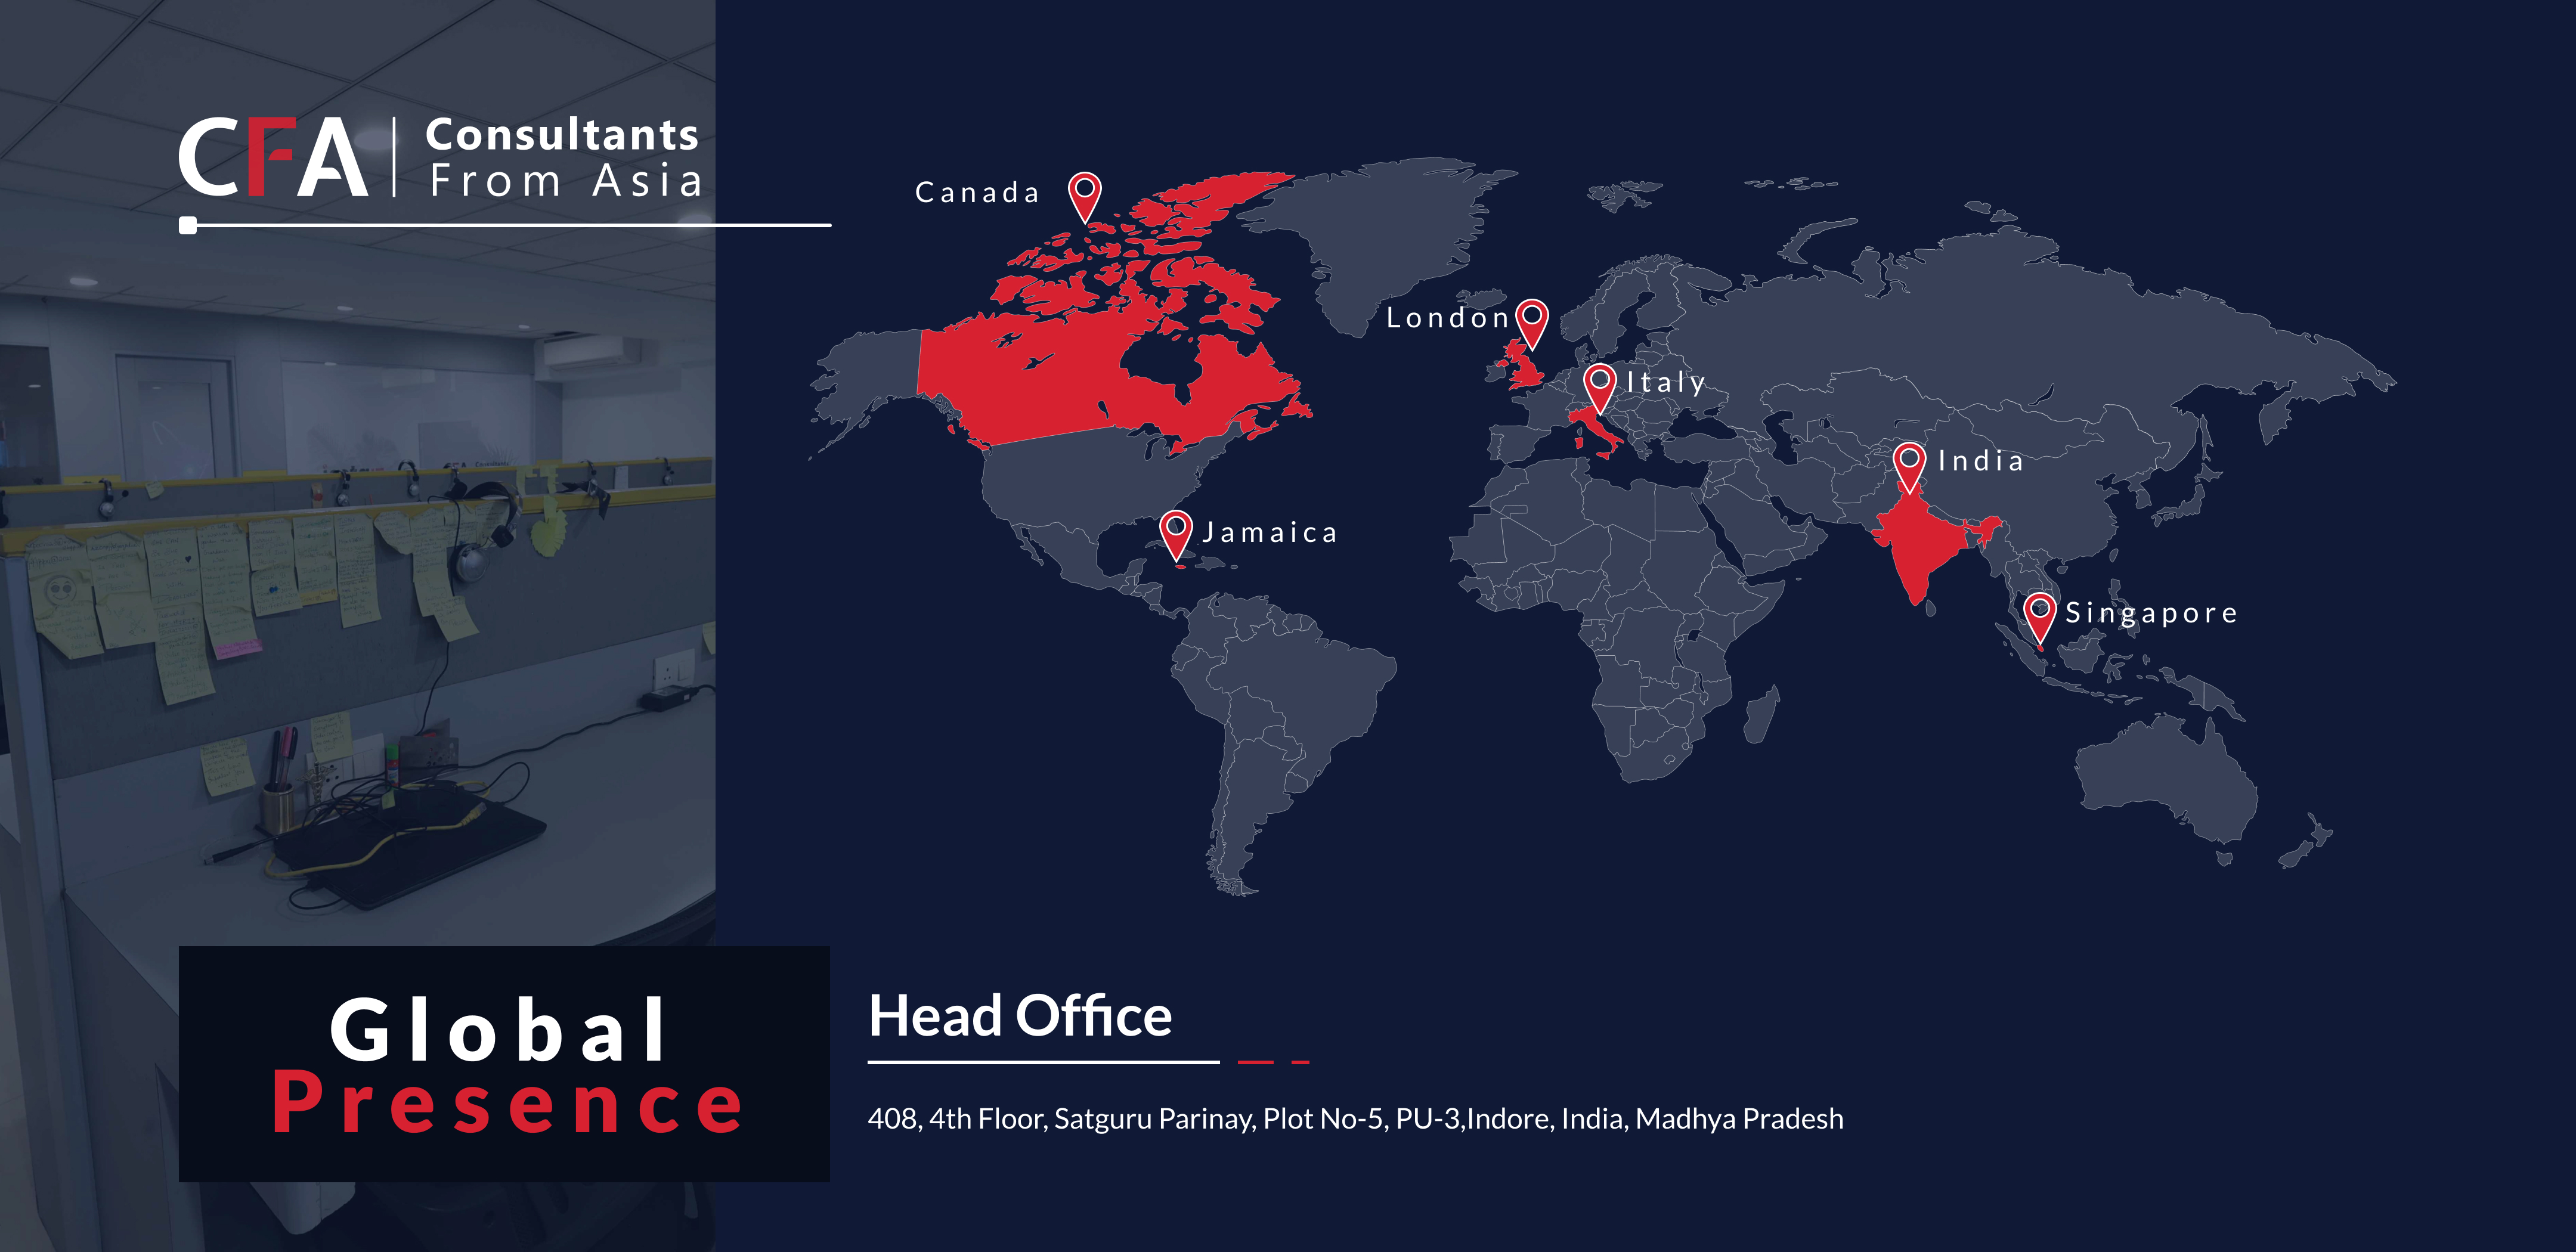 CFA
Consultants
From Asia
Canada
London
Italy
India
Jamaica
Singapore
Global
Presence
Head Office
408, 4th Floor, Satguru Parinay, Plot No-5, PU-3,Indore, India, Madhya Pradesh